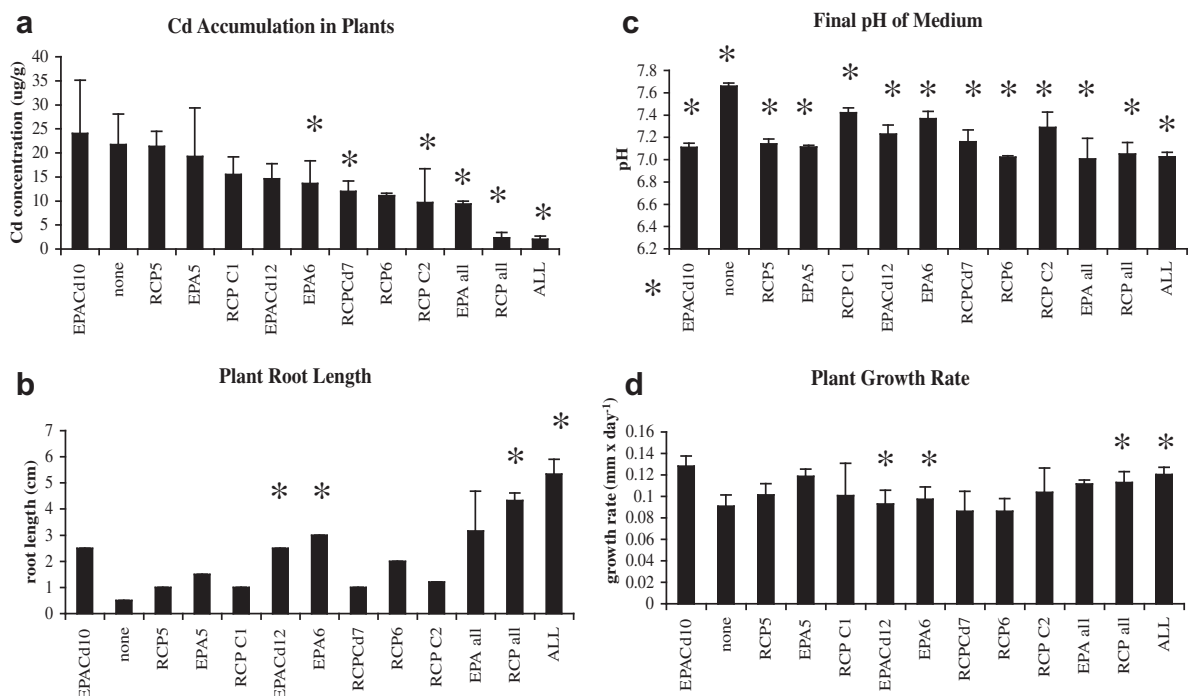 a
Cd Accumulation in Plants
Cd concentration (ug/g)
40
35
30
25
20
15
10
5
0
* * * * * *
EPACd10 none RCP5 EPA5 RCP C1 EPACd12 EPA6 RCPCd7 RCP6 RCP C2 EPA all RCP all ALL
c
Final pH of Medium
pH
7.8
7.6
7.4
7.2
7.0
6.8
6.6
6.4
6.2
* * * * * * * * * * * * *
*
EPACd10 none RCP5 EPA5 RCP C1 EPACd12 EPA6 RCPCd7 RCP6 RCP C2 EPA all RCP all ALL
b
Plant Root Length
root length (cm)
7
6
5
4
3
2
1
0
* * * *
EPACd10 none RCP5 EPA5 RCP C1 EPACd12 EPA6 RCPCd7 RCP6 RCP C2 EPA all RCP all ALL
d
Plant Growth Rate
growth rate (mm x day-1)
0.16
0.14
0.12
0.1
0.08
0.06
0.04
0.02
0
* * * *
EPACd10 none RCP5 EPA5 RCP C1 EPACd12 EPA6 RCPCd7 RCP6 RCP C2 EPA all RCP all ALL